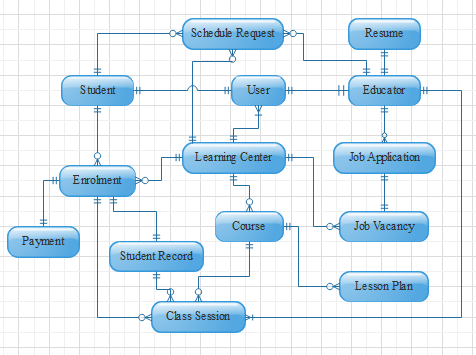 Schedule Request
Resume
Student
User
Educator
Learning Center
Job Application
Enrolment
Payment
Course
Job Vacancy
Student Record
Lesson Plan
Class Session